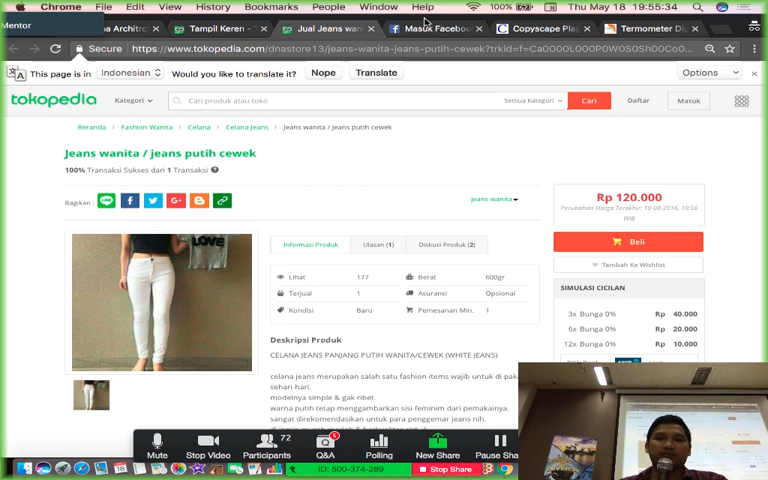 Chrome File Edit View History Bookmarks People Window Help 100% Thu May 18 19:55:34
Mentor
Tampil Keren - Jual Jeans wan Masuk Faceboo Copyscape Plag Termometer Di
Secure https://www.tokopedia.com/dnastore13/jeans-wanita-jeans-putih-cewek?trkid=f=Ca0000L000P0W0S0Sh00Co0...
This page is in Indonesian Would you like to translate it? Nope Translate Options
tokopedia Kategori Cari produk atau toko Semua Kategori Cari Daftar Masuk
Beranda > Fashion Wanita > Celana > Celana Jeans > Jeans wanita / jeans putih cewek
Jeans wanita / jeans putih cewek
100% Transaksi Sukses dari 1 Transaksi
Bagikan :
jeans wanita
LOVE
Informasi Produk Ulasan (1) Diskusi Produk (2)
Lihat 177 Berat 600gr
Terjual 1 Asuransi Opsional
Kondisi Baru Pemesanan Min. 1
Deskripsi Produk
CELANA JEANS PANJANG PUTIH WANITA/CEWEK (WHITE JEANS)
celana jeans merupakan salah satu fashion items wajib untuk di paka
sehari-hari.
modelnya simple & gak ribet.
warna putih tetap menggambarkan sisi feminim dari pemakainya.
sangat direkomendasikan untuk para penggemar jeans nih.
Rp 120.000
Perubahan Harga Terakhir: 19-08-2016, 10:56
WIB
Beli
Tambah Ke Wishlist
SIMULASI CICILAN
3x Bunga 0% Rp 40.000
6x Bunga 0% Rp 20.000
12x Bunga 0% Rp 10.000
Mute Stop Video Participants 72 Q&A Polling New Share Pause Sha
ID: 500-374-289 Stop Share